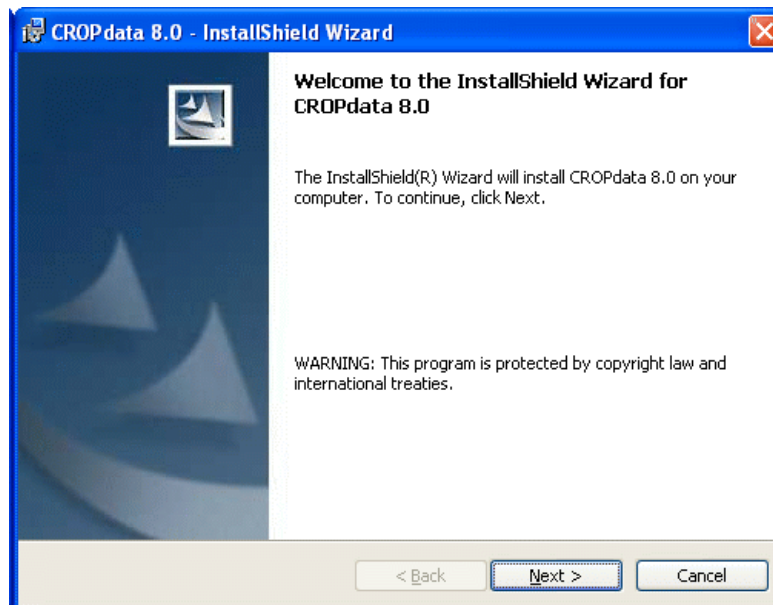 CROPdata 8.0 - InstallShield Wizard
Welcome to the InstallShield Wizard for
CROPdata 8.0
The InstallShield(R) Wizard will install CROPdata 8.0 on your
computer. To continue, click Next.
WARNING: This program is protected by copyright law and
international treaties.
< Back Next > Cancel